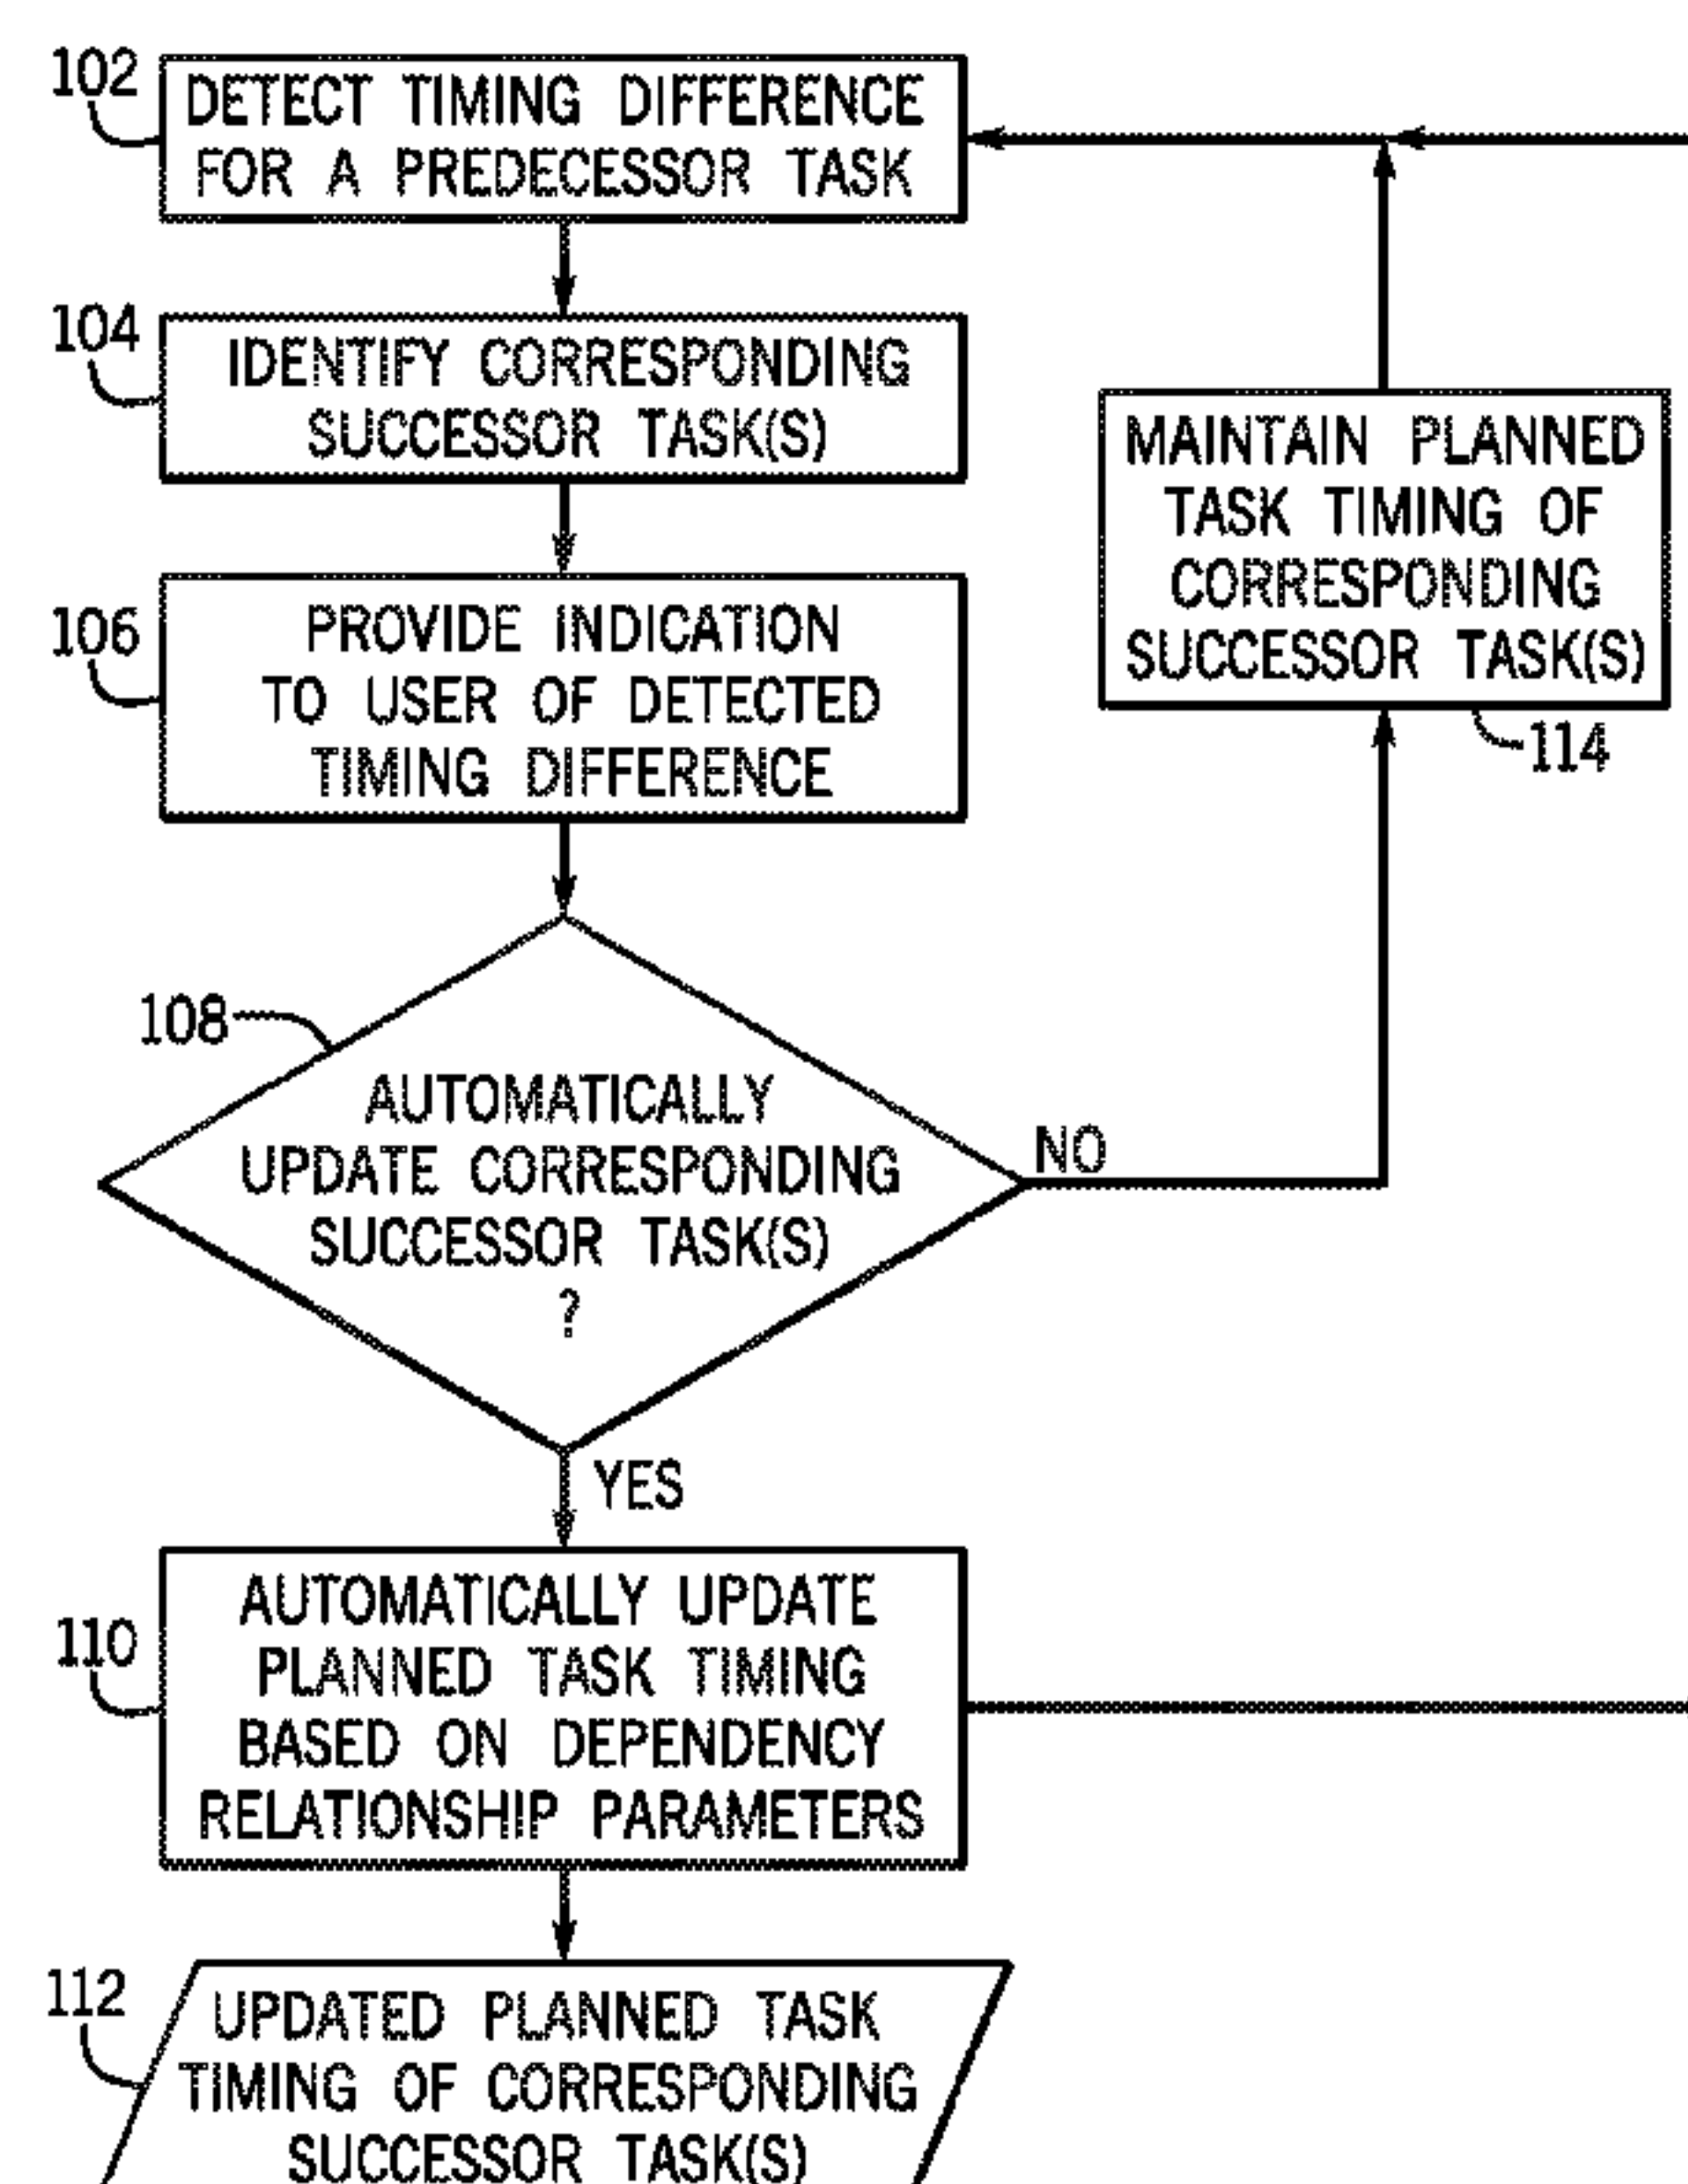 102
DETECT TIMING DIFFERENCE
FOR A PREDECESSOR TASK
104
IDENTIFY CORRESPONDING
SUCCESSOR TASK(S)
106
PROVIDE INDICATION
TO USER OF DETECTED
TIMING DIFFERENCE
MAINTAIN PLANNED
TASK TIMING OF
CORRESPONDING
SUCCESSOR TASK(S)
114
108
AUTOMATICALLY
UPDATE CORRESPONDING
SUCCESSOR TASK(S)
?
NO
YES
110
AUTOMATICALLY UPDATE
PLANNED TASK TIMING
BASED ON DEPENDENCY
RELATIONSHIP PARAMETERS
112
UPDATED PLANNED TASK
TIMING OF CORRESPONDING
SUCCESSOR TASK(S)